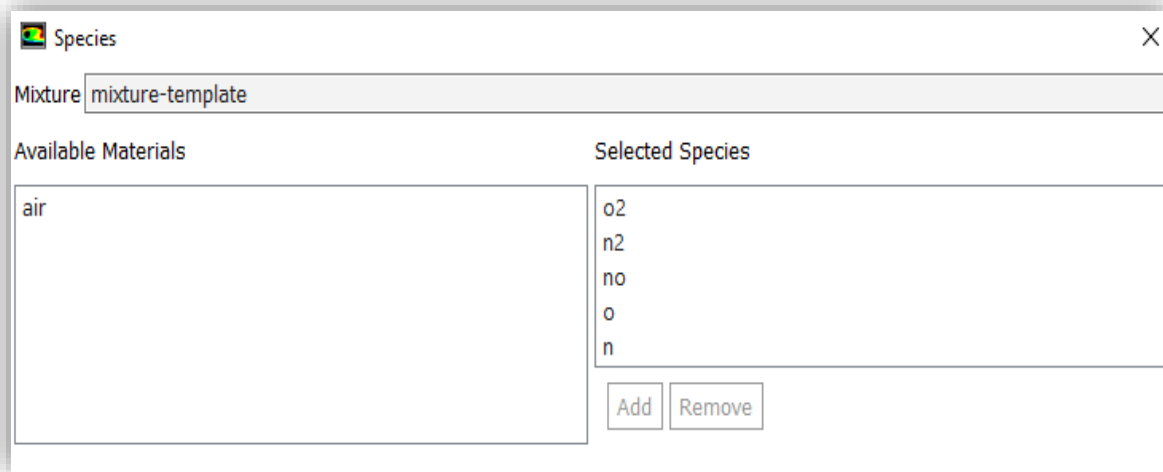 Species
Mixture mixture-template
Available Materials
air
Selected Species
o2
n2
no
o
n
Add Remove